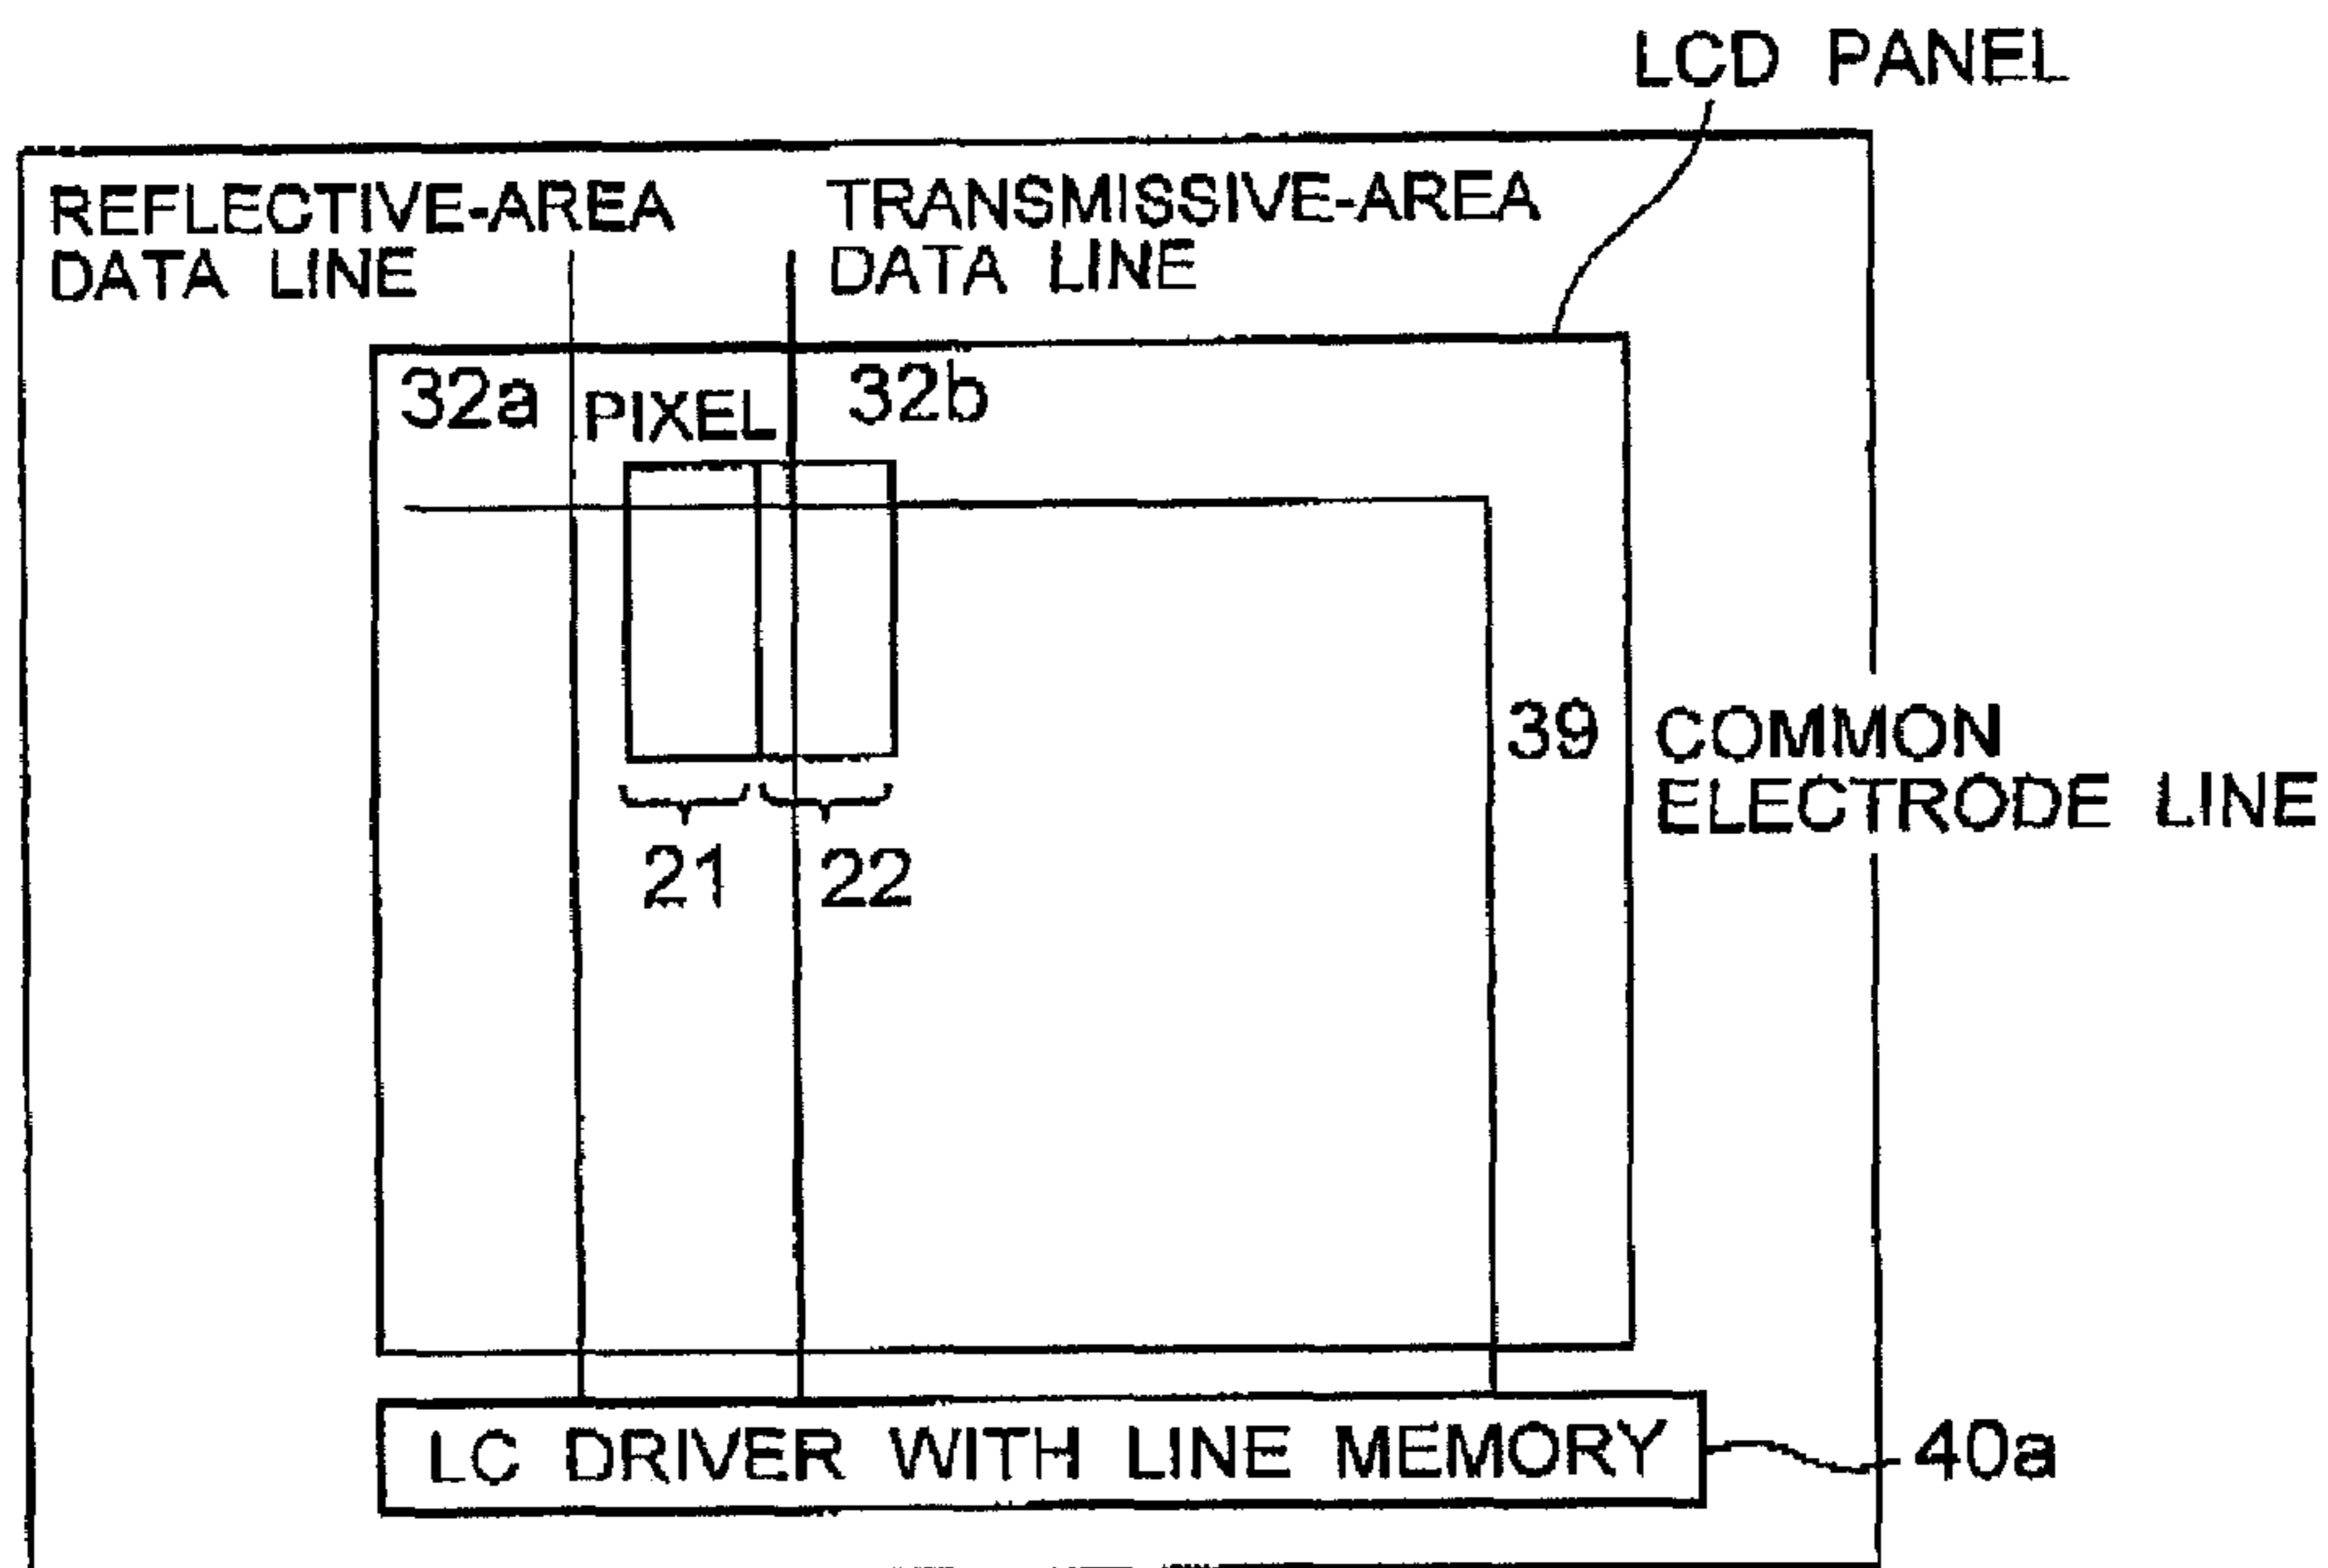 LCD PANEL
REFLECTIVE-AREA
DATA LINE
TRANSMISSIVE-AREA
DATA LINE
32a
PIXEL
32b
39
COMMON
ELECTRODE LINE
21
22
LC DRIVER WITH LINE MEMORY
40a